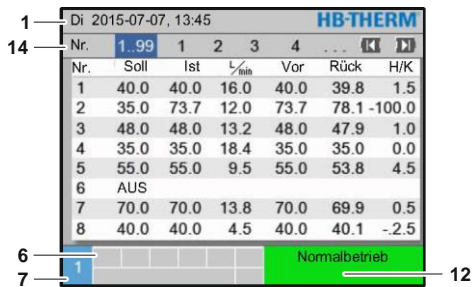 1 Di 2015-07-07, 13:45 HB-THERM
14 Nr. 1..99 1 2 3 4 ...
Nr. Soll Ist L/min Vor Rück H/K
1 40.0 40.0 16.0 40.0 39.8 1.5
2 35.0 73.7 12.0 73.7 78.1 -100.0
3 48.0 48.0 13.2 48.0 47.9 1.0
4 35.0 35.0 18.4 35.0 35.0 0.0
5 55.0 55.0 9.5 55.0 53.8 4.5
6 AUS
7 70.0 70.0 13.8 70.0 69.9 0.5
8 40.0 40.0 4.5 40.0 40.1 -.2.5
6 Normalbetrieb
7 1 12